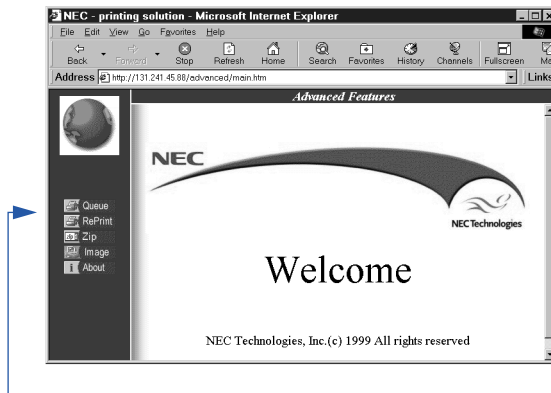 NEC - printing solution - Microsoft Internet Explorer
File Edit View Go Favorites Help
Back Forward Stop Refresh Home Search Favorites History Channels Fullscreen
Address http://131.241.45.88/advanced/main.htm Links
Advanced Features
NEC
NEC Technologies
Queue
RePrint
Zip
Image
About
Welcome
NEC Technologies, Inc.(c) 1999 All rights reserved